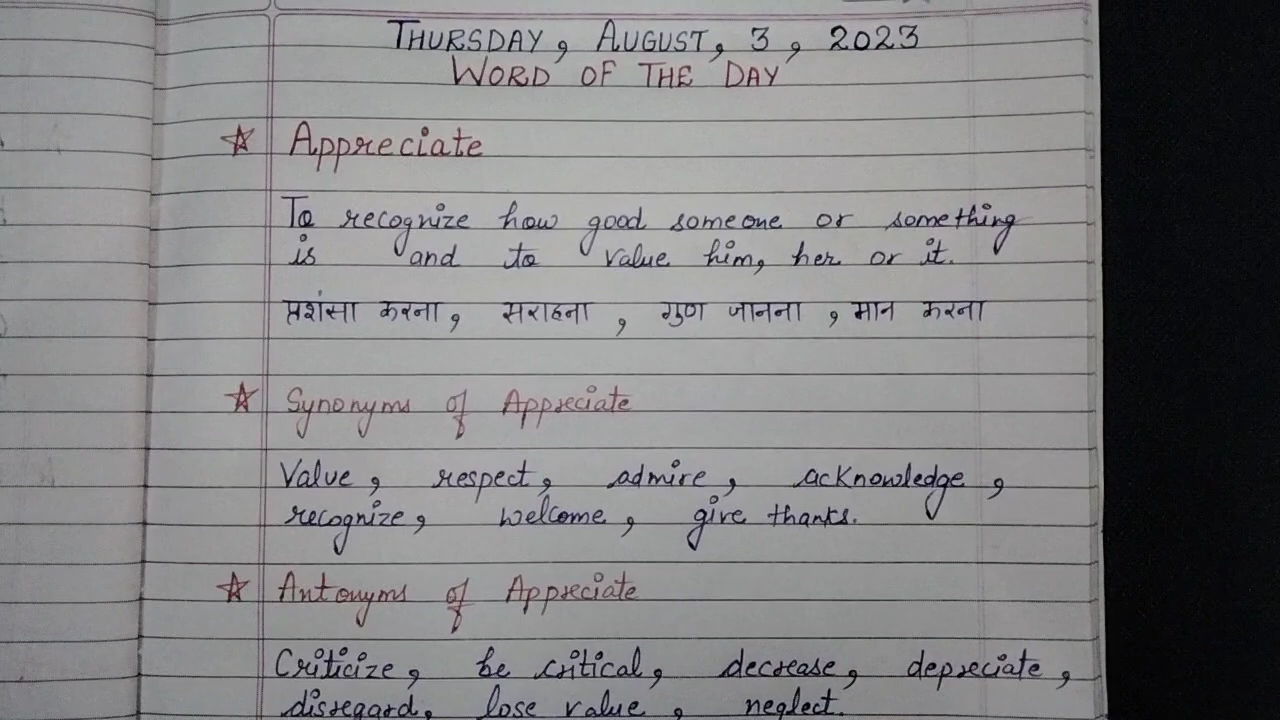 THURSDAY, AUGUST, 3, 2023
WORD OF THE DAY
Appreciate
To recognize how good someone or something
is and to value him, her or it.
प्रशंसा करना, सराहना, गुण जानना, मान करना
Synonyms of Appreciate
Value, respect, admire, acknowledge,
recognize, welcome, give thanks.
Antonyms of Appreciate
Criticize, be critical, decrease, depreciate,
disregard, lose value, neglect.